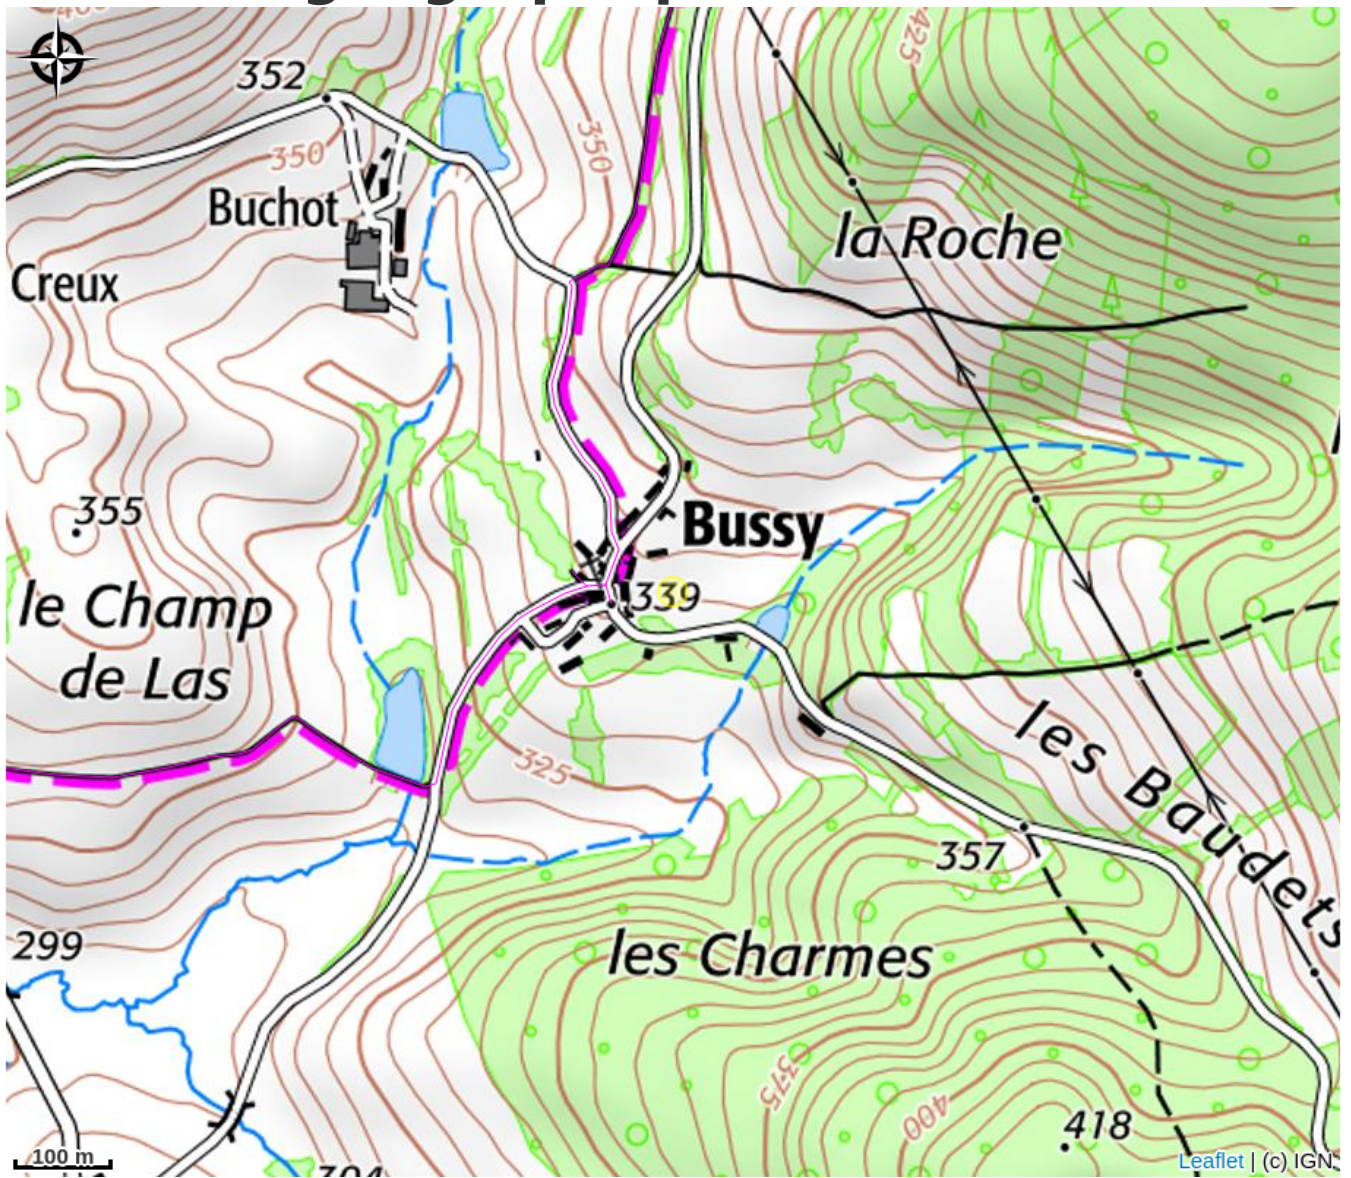 425
352
350
350
Buchot
la Roche
Creux
355
Bussy
339
le Champ
de Las
325
les Baudets
357
299
les Charmes
375
400
418
100 m
Leaflet | (c) IGN